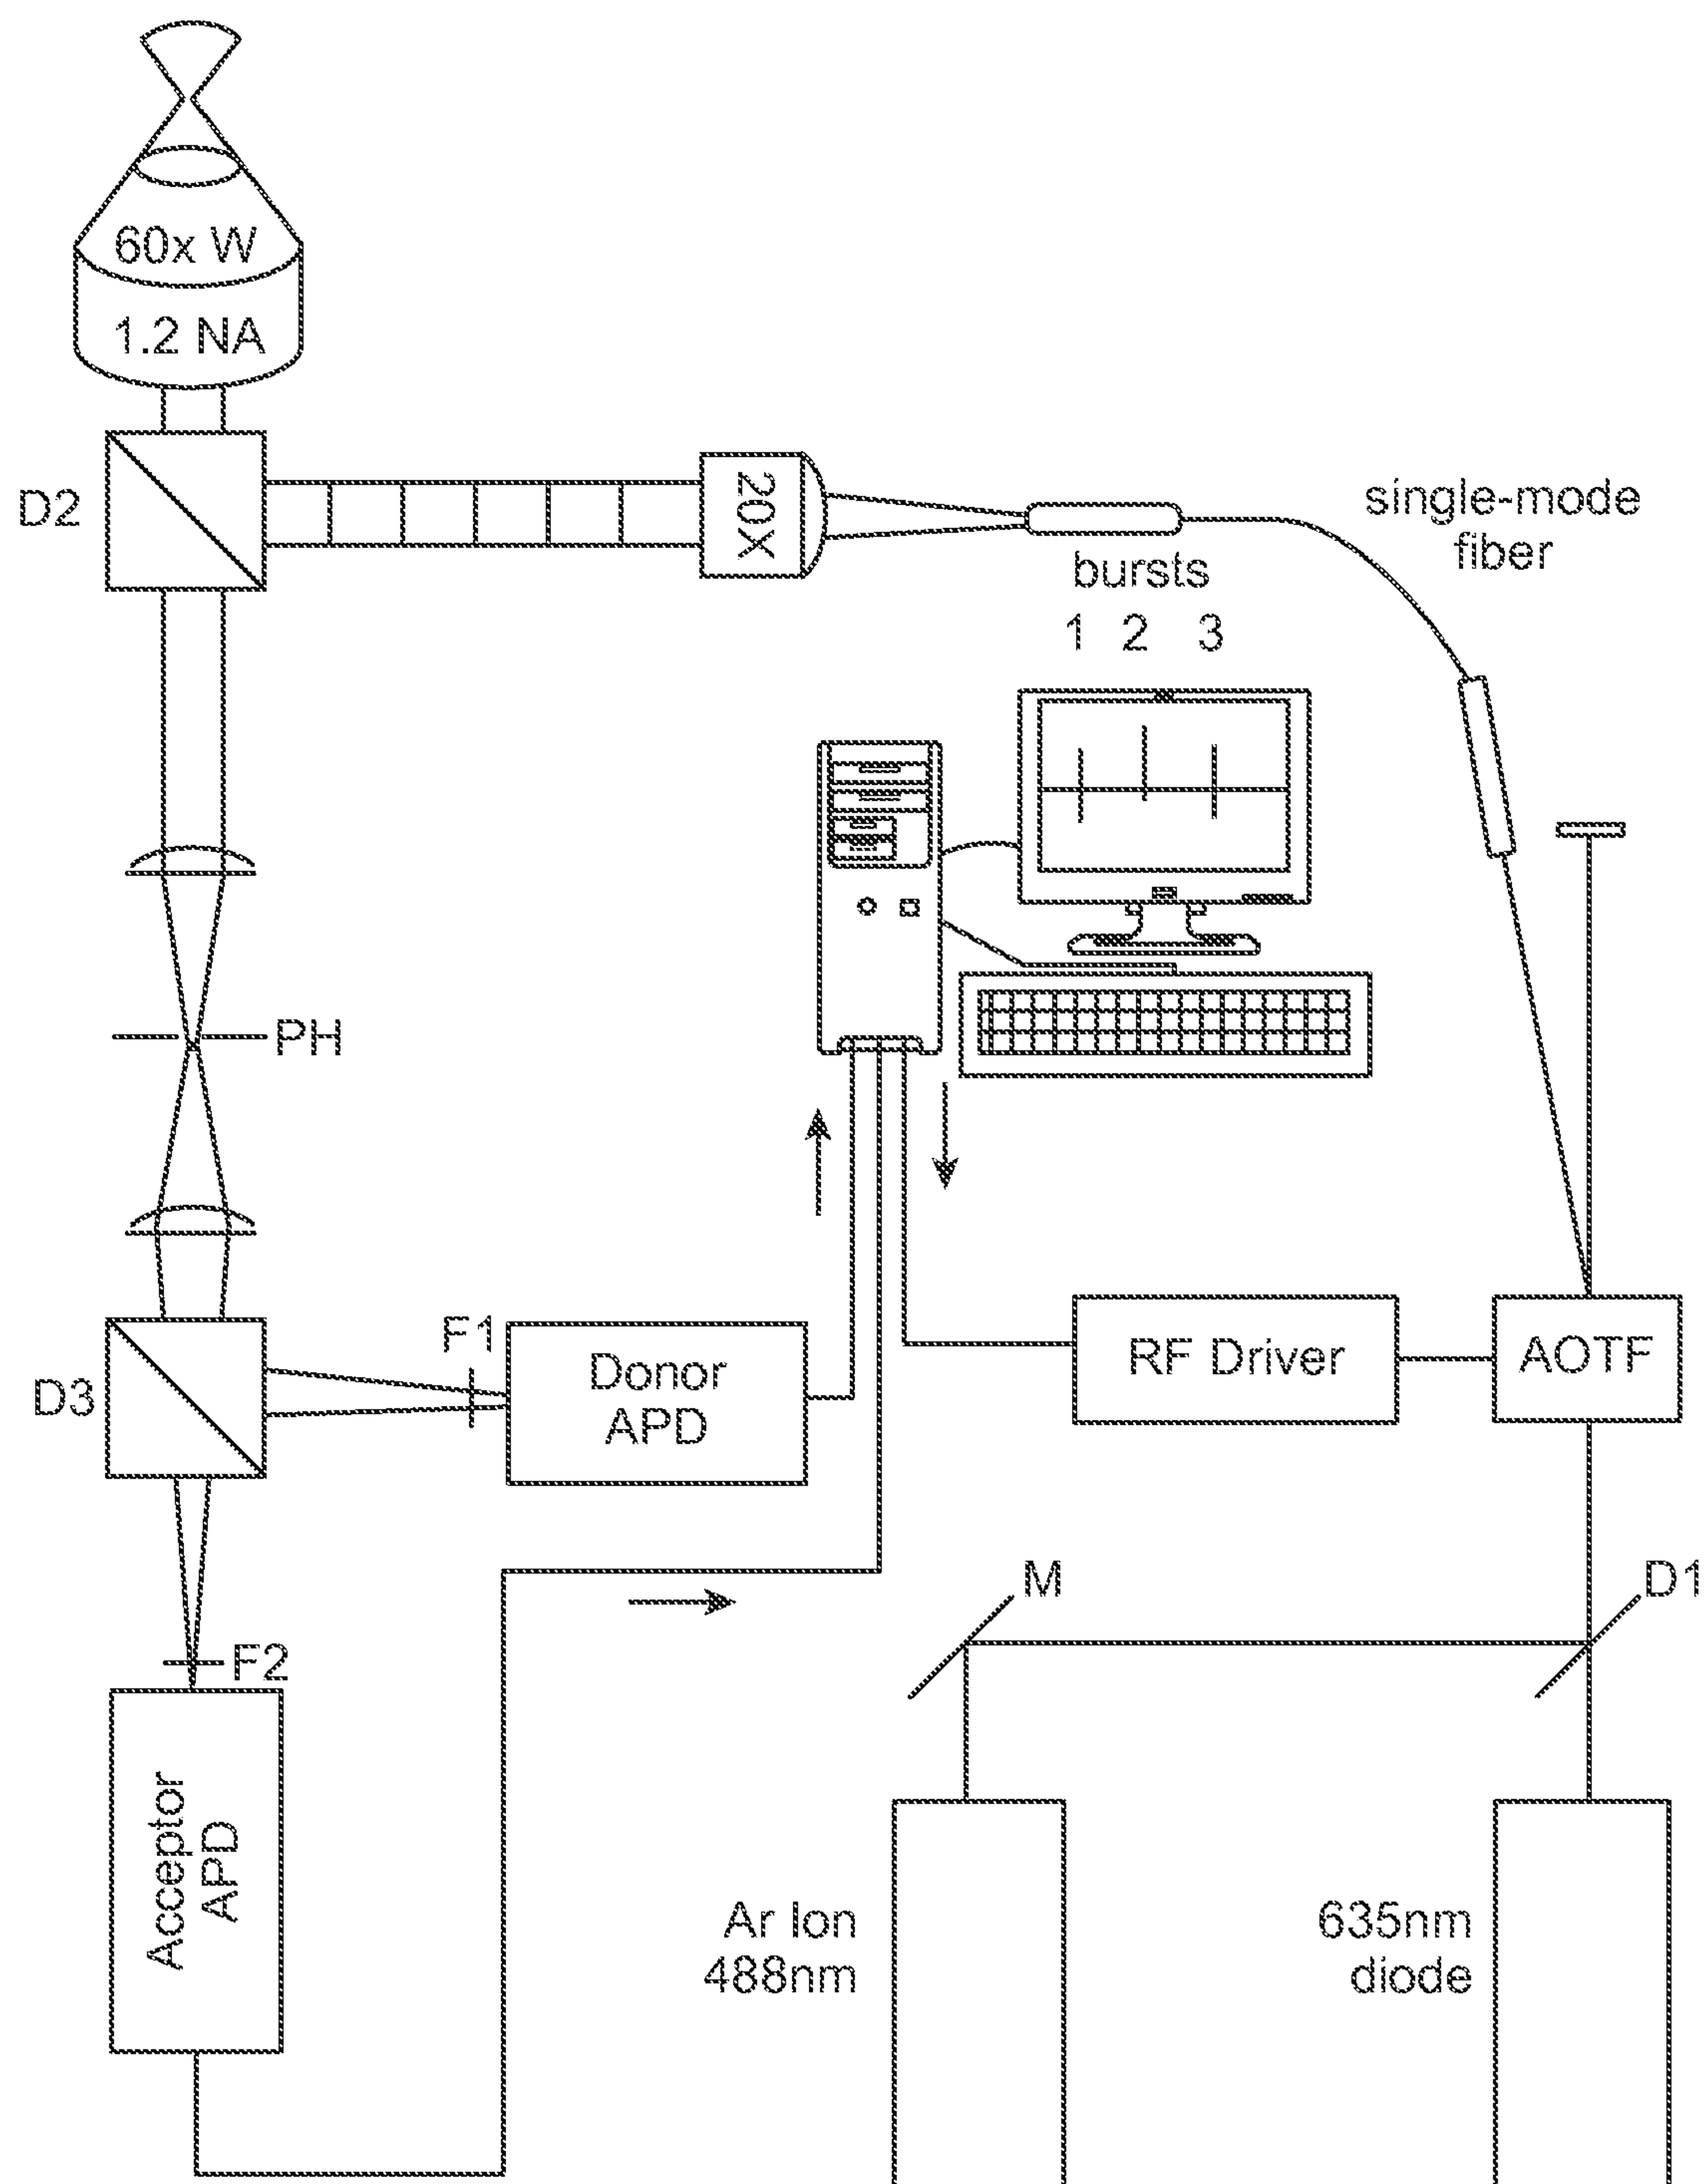 60x W
1.2 NA
D2
20X
single-mode
fiber
bursts
1 2 3
PH
F1
Donor
APD
RF Driver
AOTF
D3
M
D1
F2
Acceptor
APD
Ar Ion
488nm
635nm
diode